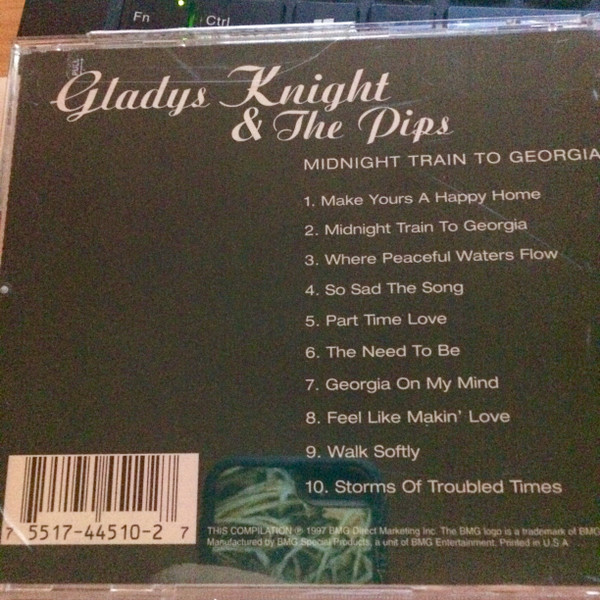 Fn
Ctrl
Gladys Knight
& The Pips
MIDNIGHT TRAIN TO GEORGIA
1. Make Yours A Happy Home
2. Midnight Train To Georgia
3. Where Peaceful Waters Flow
4. So Sad The Song
5. Part Time Love
6. The Need To Be
7. Georgia On My Mind
8. Feel Like Makin' Love
9. Walk Softly
10. Storms Of Troubled Times
7 5517-44510-2 7
THIS COMPILATION ℗ 1997 BMG Direct Marketing Inc. The BMG logo is a trademark of BMG
Manufactured by BMG Special Products, a unit of BMG Entertainment. Printed in U.S.A